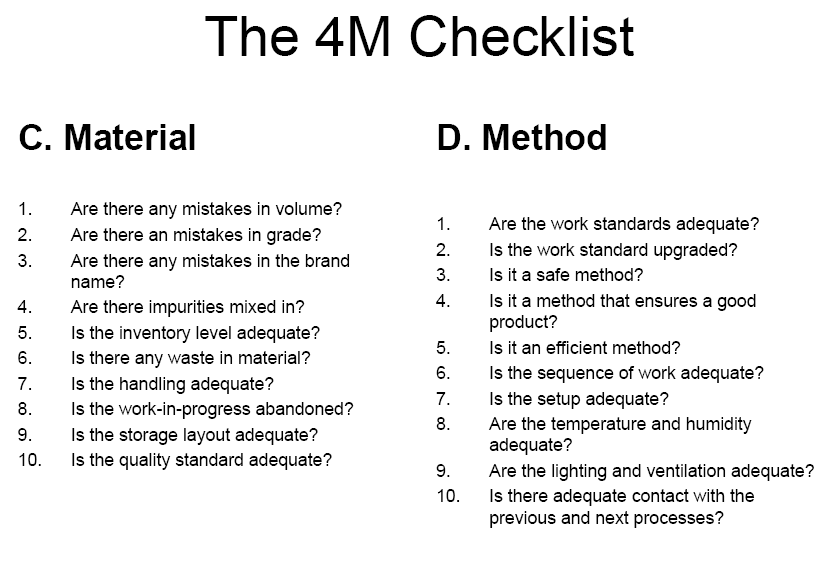 The 4M Checklist
C. Material
1. Are there any mistakes in volume?
2. Are there an mistakes in grade?
3. Are there any mistakes in the brand
name?
4. Are there impurities mixed in?
5. Is the inventory level adequate?
6. Is there any waste in material?
7. Is the handling adequate?
8. Is the work-in-progress abandoned?
9. Is the storage layout adequate?
10. Is the quality standard adequate?
D. Method
1. Are the work standards adequate?
2. Is the work standard upgraded?
3. Is it a safe method?
4. Is it a method that ensures a good
product?
5. Is it an efficient method?
6. Is the sequence of work adequate?
7. Is the setup adequate?
8. Are the temperature and humidity
adequate?
9. Are the lighting and ventilation adequate?
10. Is there adequate contact with the
previous and next processes?